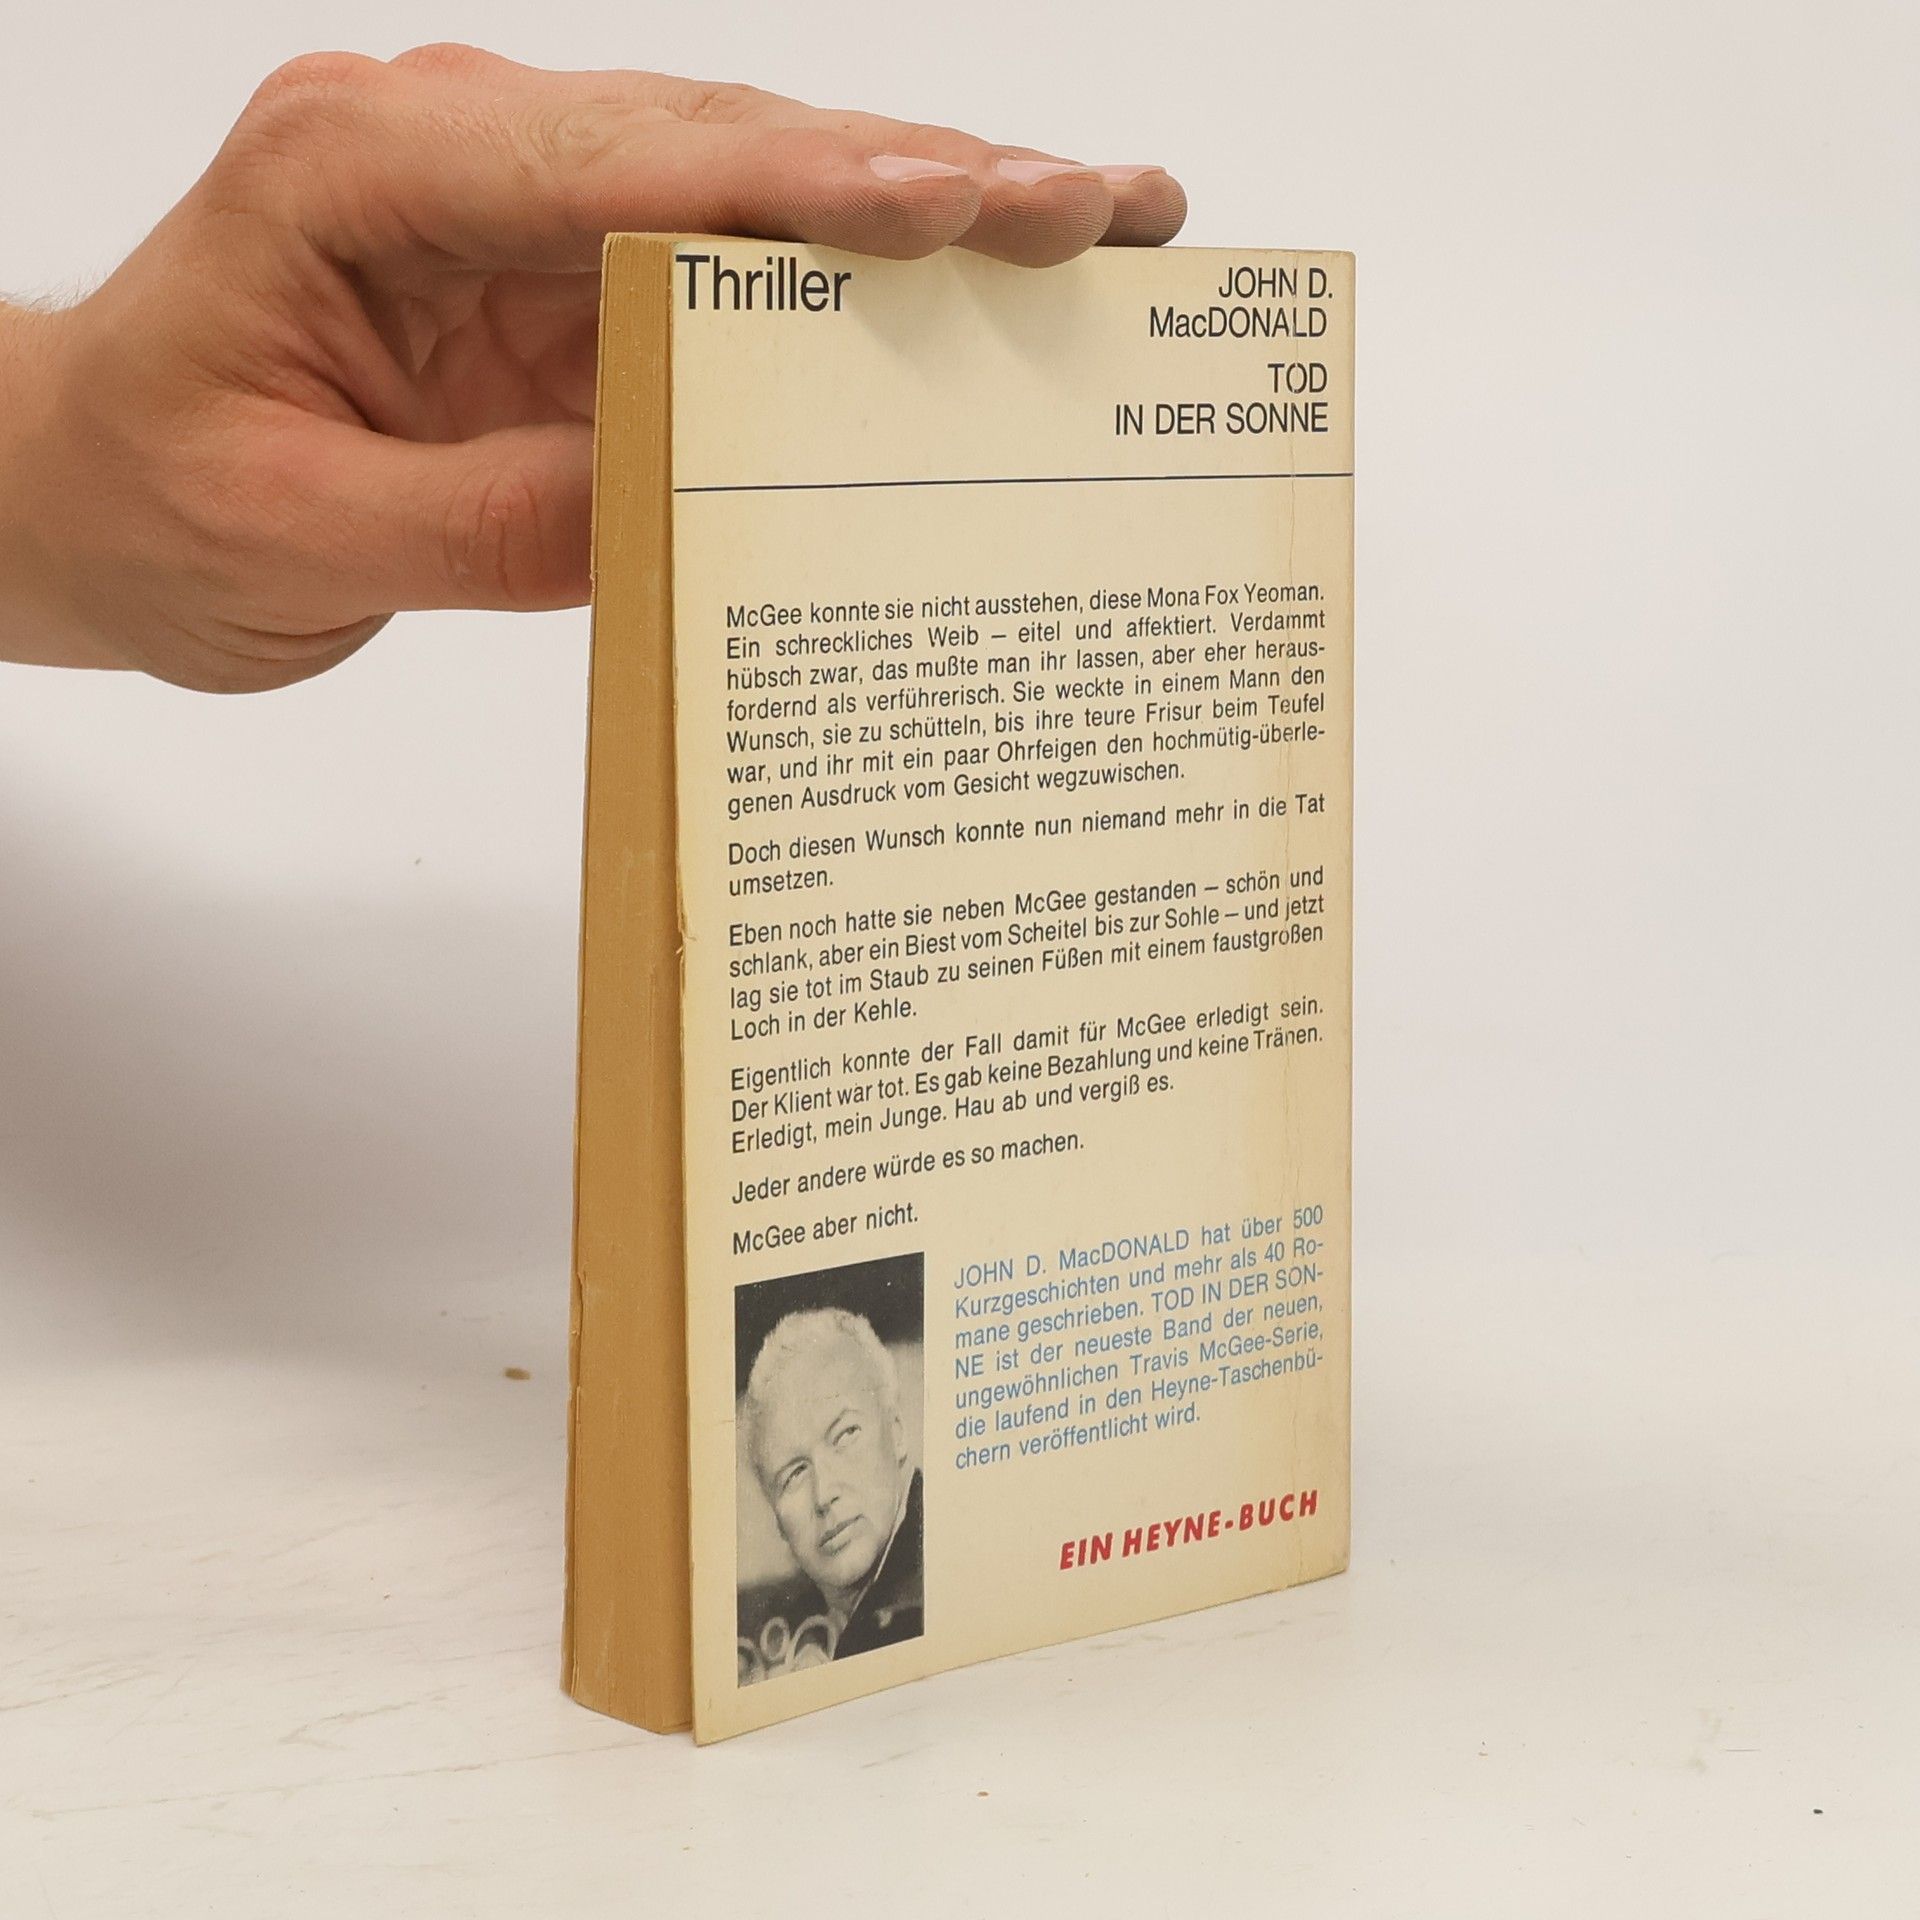 Thriller
JOHN D.
MacDONALD
TOD
IN DER SONNE
McGee konnte sie nicht ausstehen, diese Mona Fox Yeoman.
Ein schreckliches Weib – eitel und affektiert. Verdammt
hübsch zwar, das mußte man ihr lassen, aber eher heraus-
fordernd als verführerisch. Sie weckte in einem Mann den
Wunsch, sie zu schütteln, bis ihre teure Frisur beim Teufel
war, und ihr mit ein paar Ohrfeigen den hochmütig-überle-
genen Ausdruck vom Gesicht wegzuwischen.
Doch diesen Wunsch konnte nun niemand mehr in die Tat
umsetzen.
Eben noch hatte sie neben McGee gestanden – schön und
schlank, aber ein Biest vom Scheitel bis zur Sohle – und jetzt
lag sie tot im Staub zu seinen Füßen mit einem faustgroßen
Loch in der Kehle.
Eigentlich konnte der Fall damit für McGee erledigt sein.
Der Klient war tot. Es gab keine Bezahlung und keine Tränen.
Erledigt, mein Junge. Hau ab und vergiß es.
Jeder andere würde es so machen.
McGee aber nicht.
JOHN D. MacDONALD hat über 500
Kurzgeschichten und mehr als 40 Ro-
mane geschrieben. TOD IN DER SON-
NE ist der neueste Band der neuen,
ungewöhnlichen Travis McGee-Serie,
die laufend in den Heyne-Taschenbü-
chern veröffentlicht wird.
EIN HEYNE-BUCH